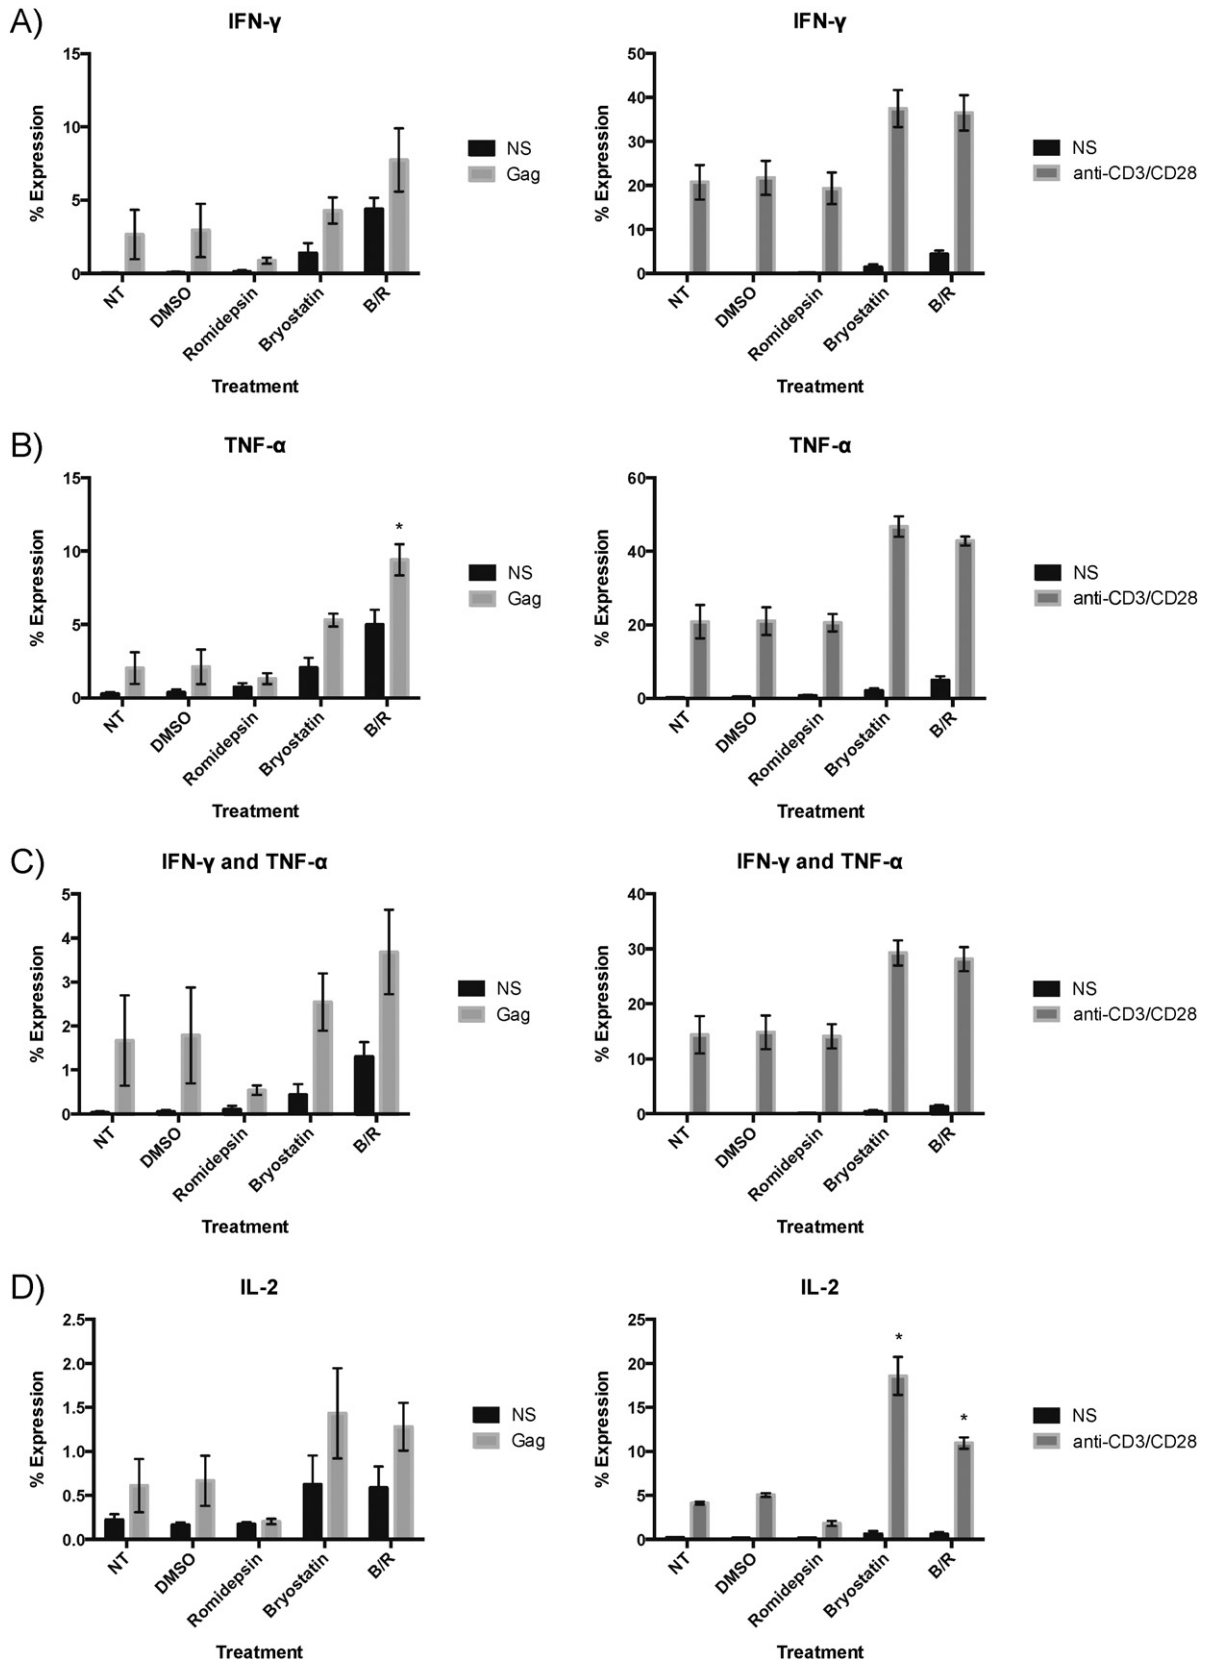 A)
IFN-γ
15
10
5
0
% Expression
NS
Gag
NT
DMSO
Romidepsin
Bryostatin
B/R
Treatment
IFN-γ
50
40
30
20
10
0
% Expression
NS
anti-CD3/CD28
NT
DMSO
Romidepsin
Bryostatin
B/R
Treatment
B)
TNF-α
15
10
5
0
% Expression
*
NS
Gag
NT
DMSO
Romidepsin
Bryostatin
B/R
Treatment
TNF-α
60
40
20
0
% Expression
NS
anti-CD3/CD28
NT
DMSO
Romidepsin
Bryostatin
B/R
Treatment
C)
IFN-γ and TNF-α
5
4
3
2
1
0
% Expression
NS
Gag
NT
DMSO
Romidepsin
Bryostatin
B/R
Treatment
IFN-γ and TNF-α
40
30
20
10
0
% Expression
NS
anti-CD3/CD28
NT
DMSO
Romidepsin
Bryostatin
B/R
Treatment
D)
IL-2
2.5
2.0
1.5
1.0
0.5
0.0
% Expression
NS
Gag
NT
DMSO
Romidepsin
Bryostatin
B/R
Treatment
IL-2
25
20
15
10
5
0
% Expression
*
*
NS
anti-CD3/CD28
NT
DMSO
Romidepsin
Bryostatin
B/R
Treatment